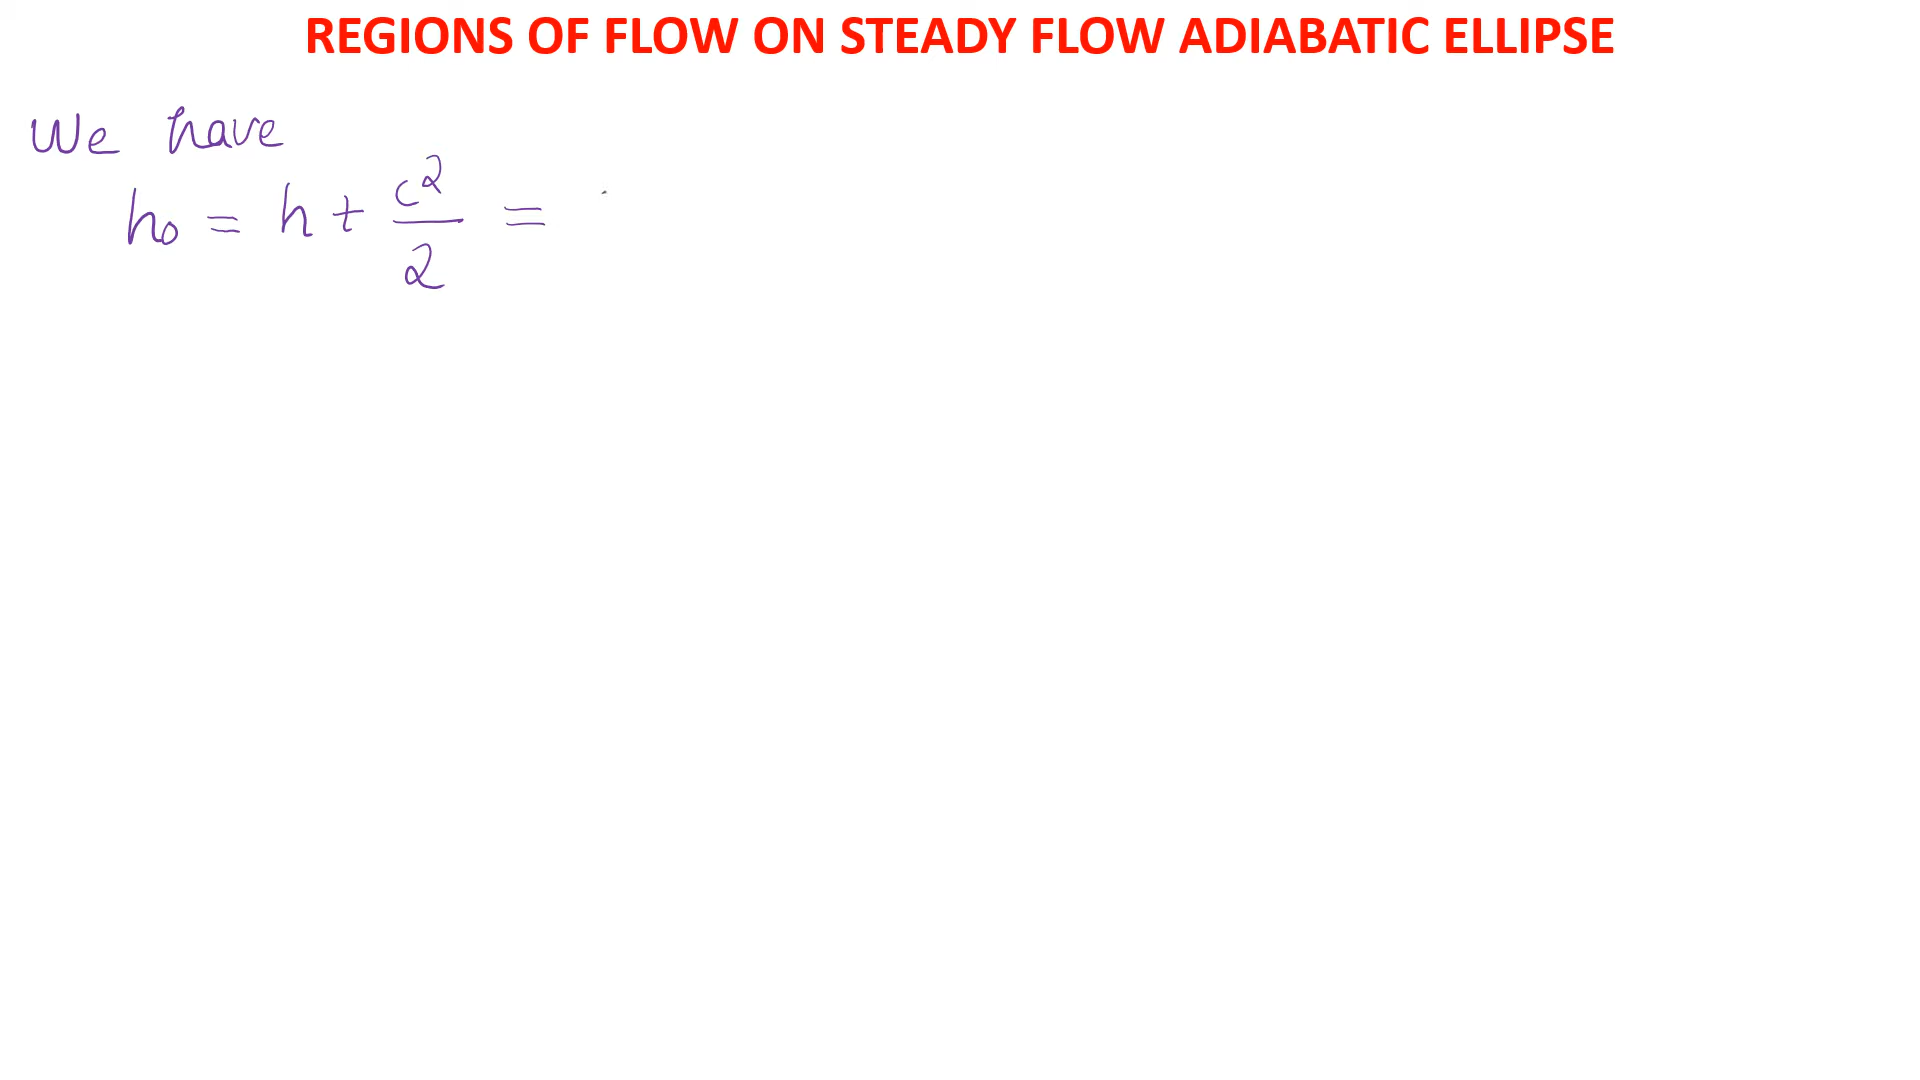 REGIONS OF FLOW ON STEADY FLOW ADIABATIC ELLIPSE
We have
h₀ = h + c²/2 =